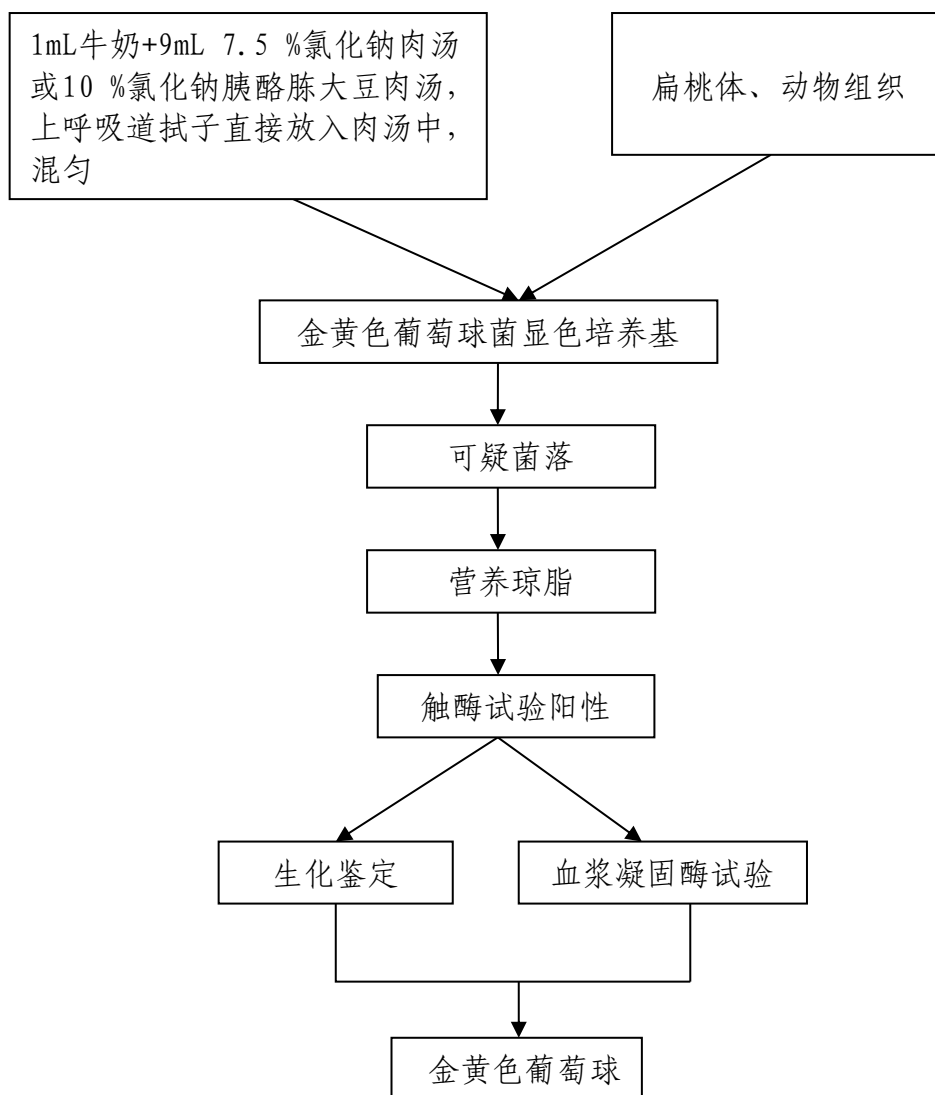 1mL牛奶+9mL 7.5 %氯化钠肉汤
或10 %氯化钠胰酪胨大豆肉汤，
上呼吸道拭子直接放入肉汤中，
混匀
扁桃体、动物组织
金黄色葡萄球菌显色培养基
可疑菌落
营养琼脂
触酶试验阳性
生化鉴定
血浆凝固酶试验
金黄色葡萄球